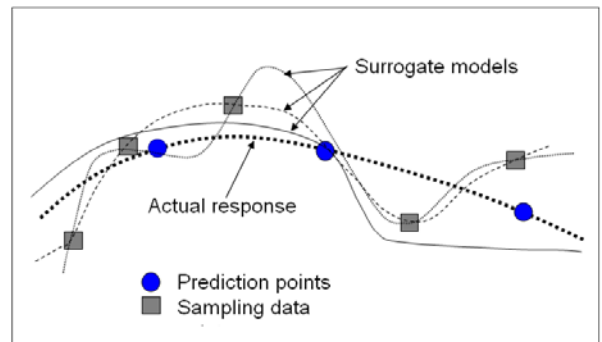 Surrogate models
Actual response
Prediction points
Sampling data